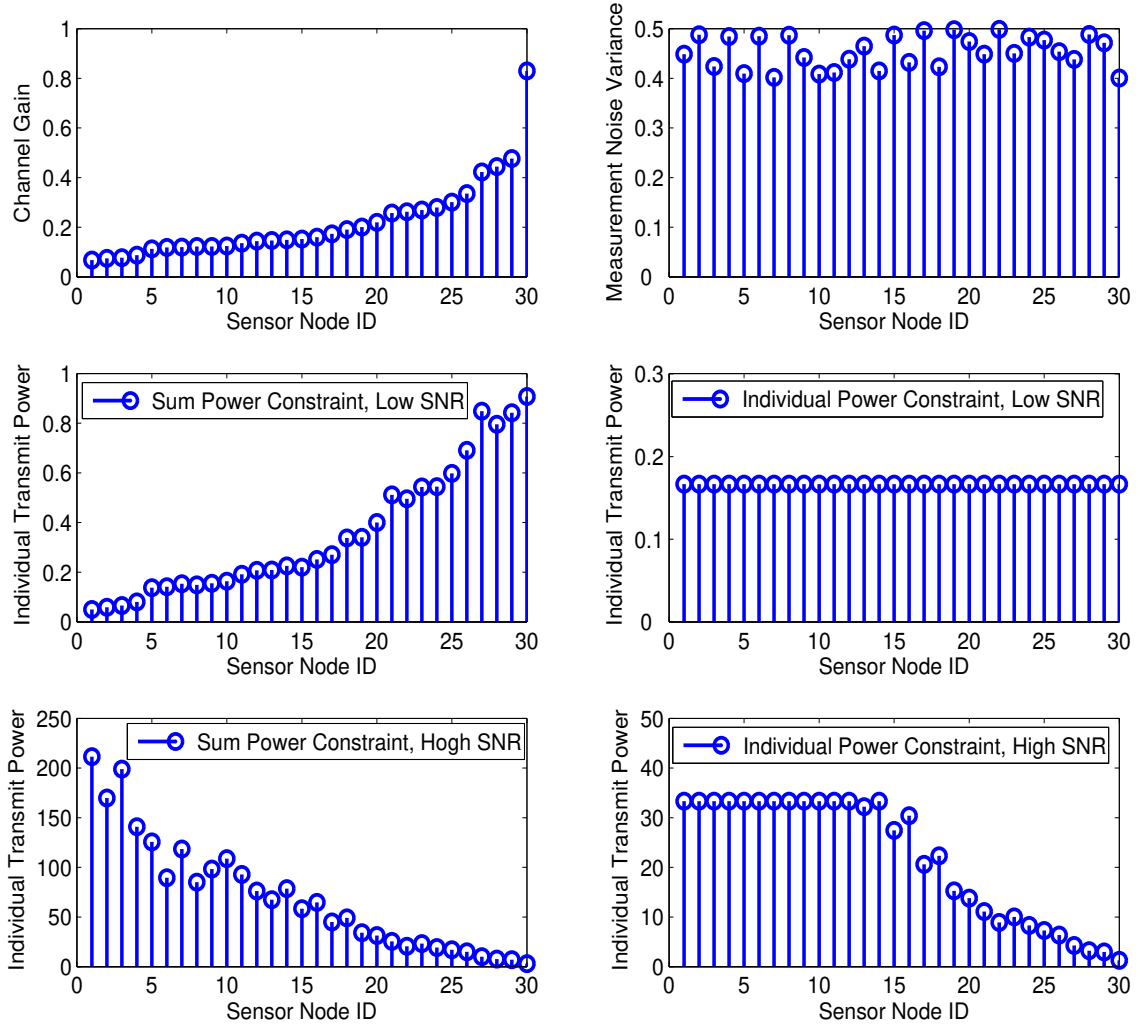 Channel Gain
1
0.8
0.6
0.4
0.2
0
0 5 10 15 20 25 30
Sensor Node ID
Measurement Noise Variance
0.5
0.4
0.3
0.2
0.1
0
0 5 10 15 20 25 30
Sensor Node ID
Individual Transmit Power
1
0.8
0.6
0.4
0.2
0
Sum Power Constraint, Low SNR
0 5 10 15 20 25 30
Sensor Node ID
Individual Transmit Power
0.3
0.2
0.1
0
Individual Power Constraint, Low SNR
0 5 10 15 20 25 30
Sensor Node ID
Individual Transmit Power
250
200
150
100
50
0
Sum Power Constraint, Hogh SNR
0 5 10 15 20 25 30
Sensor Node ID
Individual Transmit Power
50
40
30
20
10
0
Individual Power Constraint, High SNR
0 5 10 15 20 25 30
Sensor Node ID